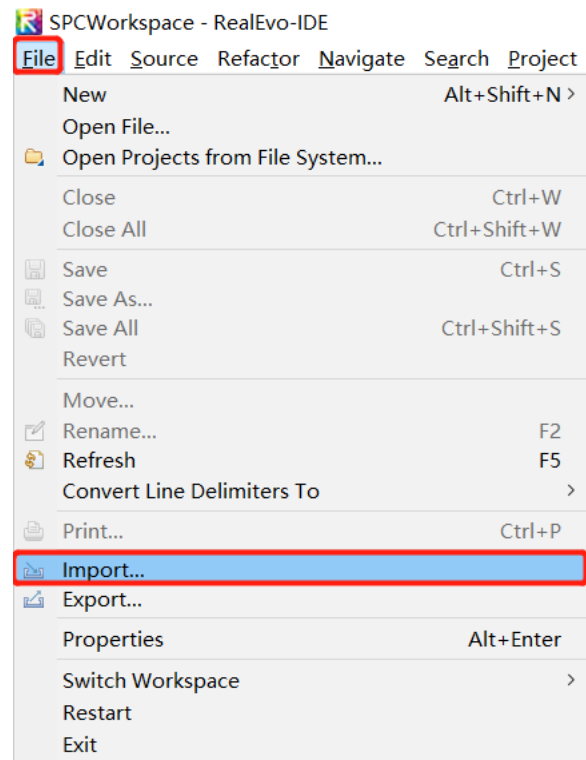 SPCWorkspace - RealEvo-IDE
File Edit Source Refactor Navigate Search Project
New Alt+Shift+N >
Open File...
Open Projects from File System...
Close Ctrl+W
Close All Ctrl+Shift+W
Save Ctrl+S
Save As...
Save All Ctrl+Shift+S
Revert
Move...
Rename... F2
Refresh F5
Convert Line Delimiters To >
Print... Ctrl+P
Import...
Export...
Properties Alt+Enter
Switch Workspace >
Restart
Exit